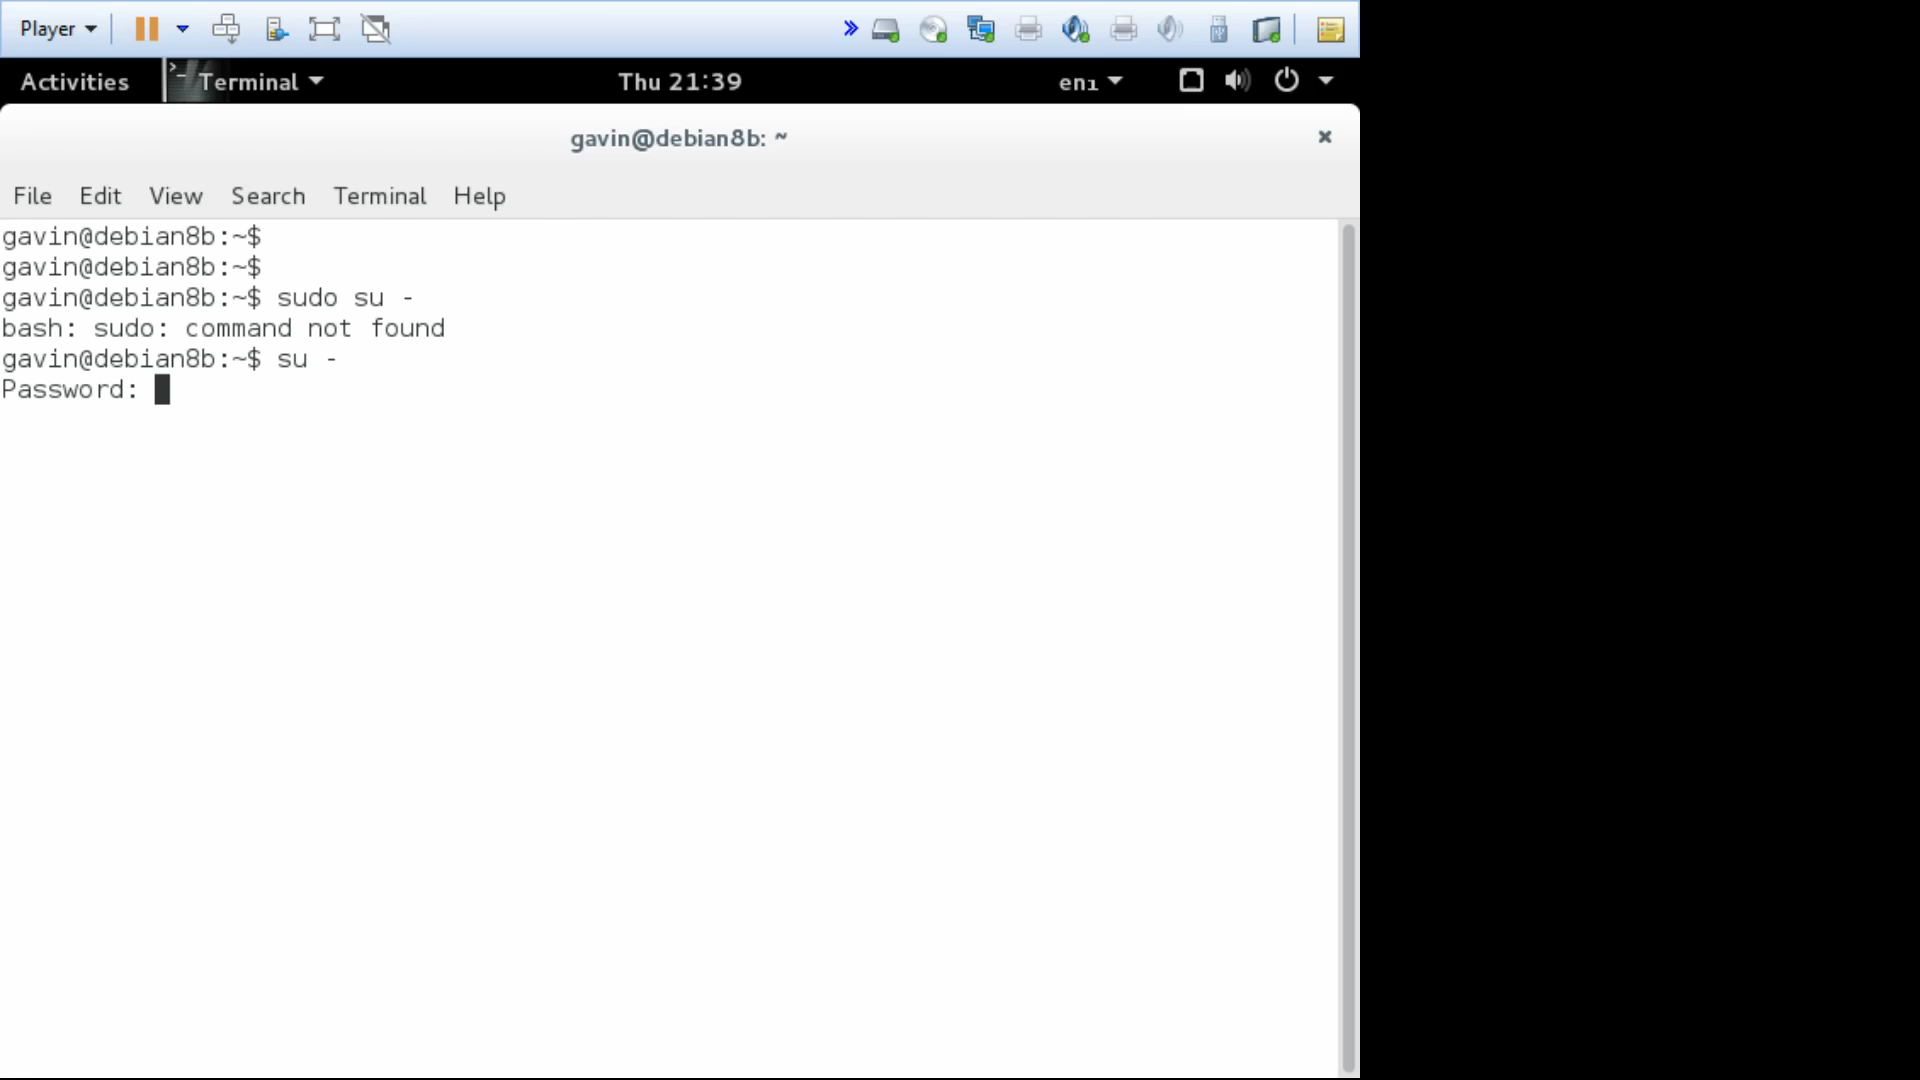 Player
Activities
Terminal
Thu 21:39
en₁
gavin@debian8b: ~
File Edit View Search Terminal Help
gavin@debian8b:~$
gavin@debian8b:~$
gavin@debian8b:~$ sudo su -
bash: sudo: command not found
gavin@debian8b:~$ su -
Password: